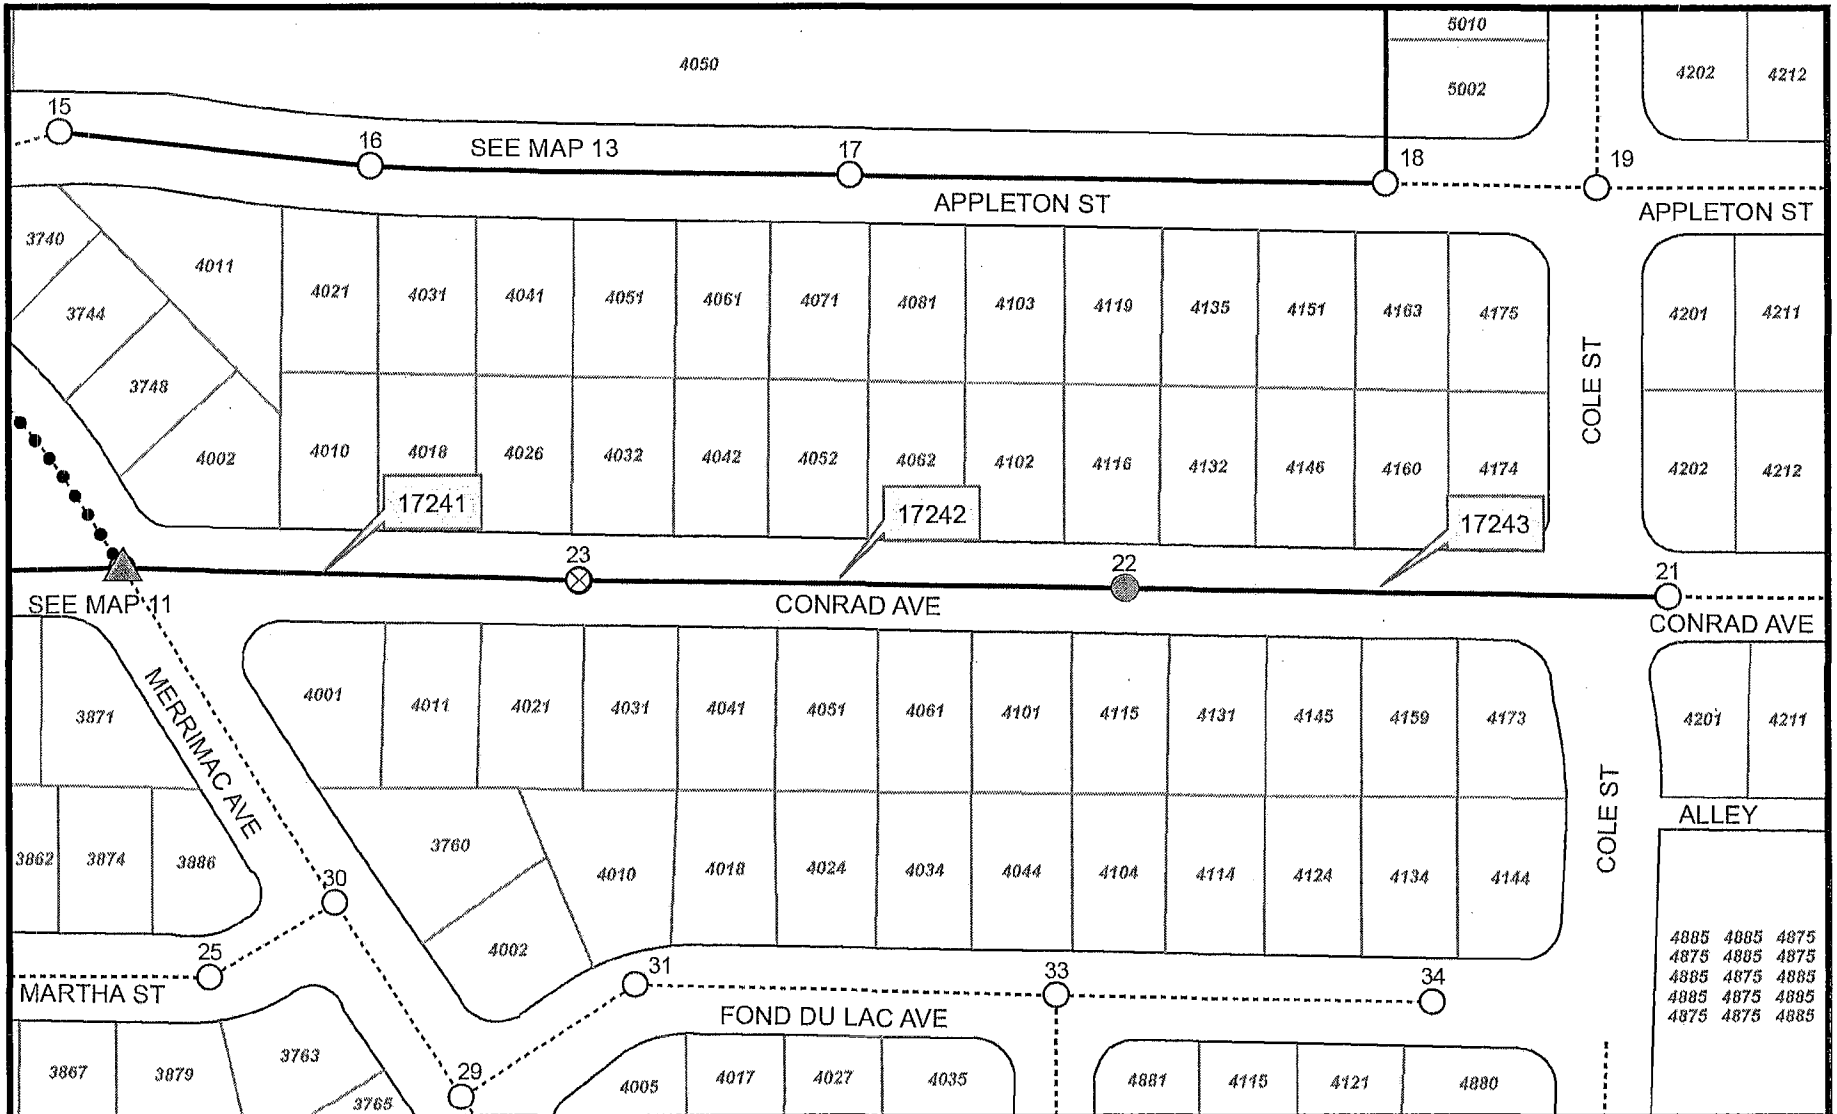 5010
4050
4202 4212
5002
15
16
SEE MAP 13
17
18
19
APPLETON ST
APPLETON ST
3740
4011
4021 4031 4041 4051 4061 4071 4081 4103 4119 4135 4151 4163 4175
4201 4211
3744
COLE ST
3748
4002
4010 4018 4026 4032 4042 4052 4062 4102 4116 4132 4146 4160 4174
4202 4212
17241
17242
17243
23
22
21
SEE MAP 11
CONRAD AVE
CONRAD AVE
MERRIMAC AVE
3871
4001 4011 4021 4031 4041 4051 4061 4101 4115 4131 4145 4159 4173
4201 4211
COLE ST
ALLEY
3862 3874 3886
3760
4010 4018 4024 4034 4044 4104 4114 4124 4134 4144
30
4002
25
31
33
34
4885 4885 4875
4875 4885 4875
4885 4875 4885
4885 4875 4885
4875 4875 4885
MARTHA ST
FOND DU LAC AVE
3867 3879 3763
3765
29
4005 4017 4027 4035
4881 4115 4121 4880